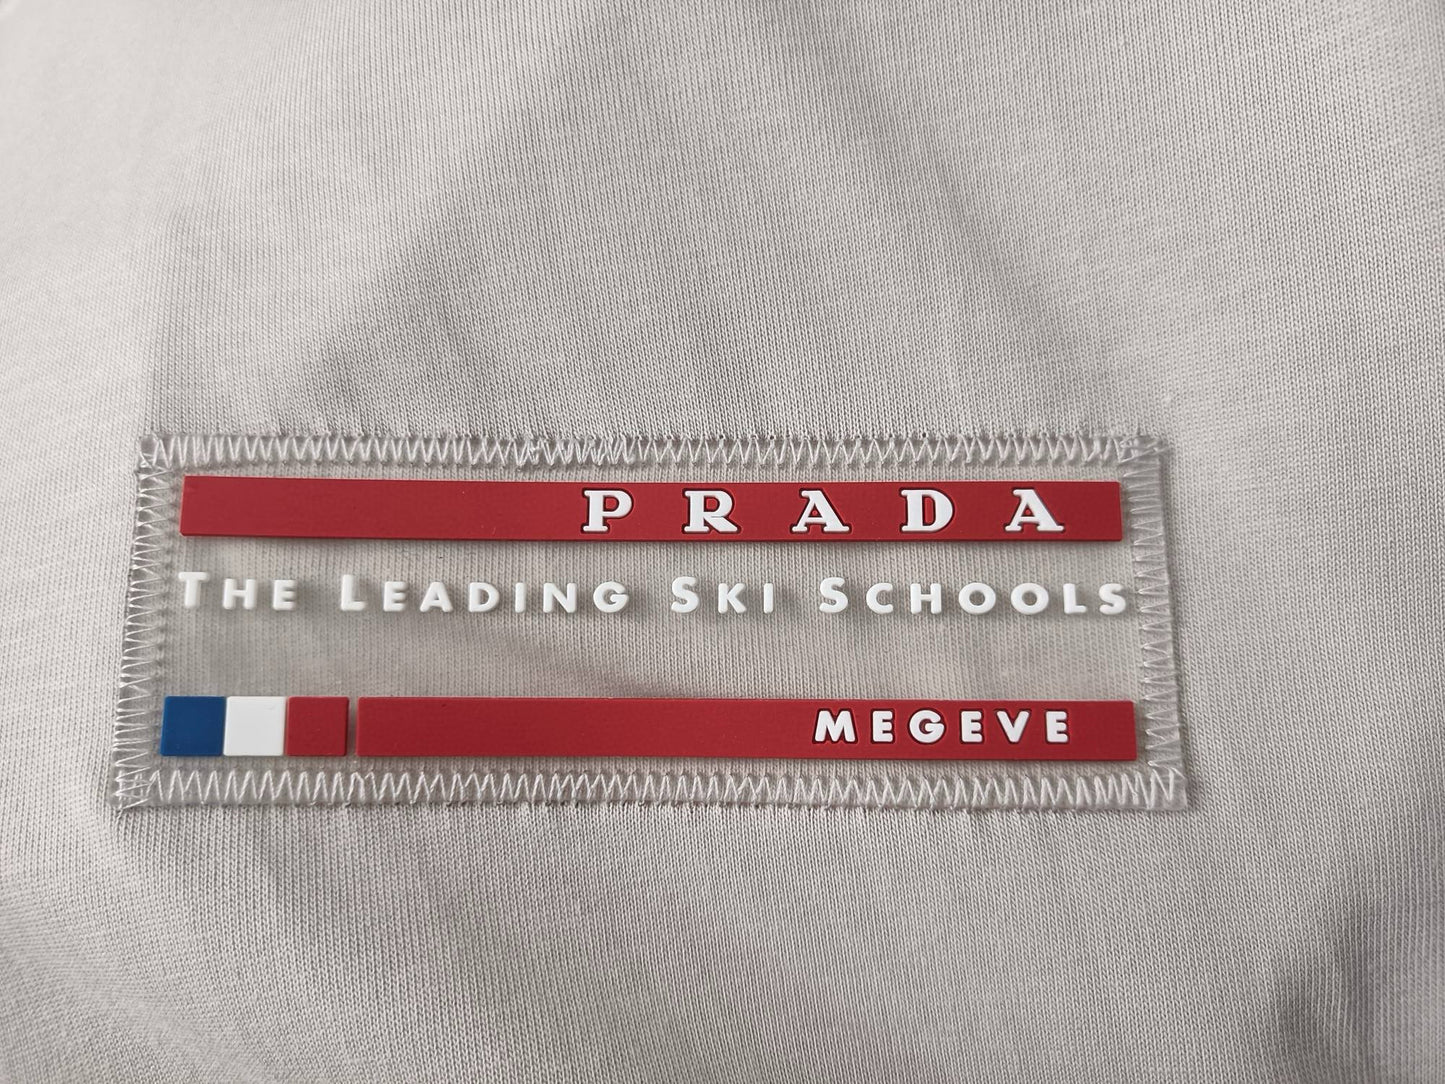 PRADA
THE LEADING SKI SCHOOLS
MEGEVE